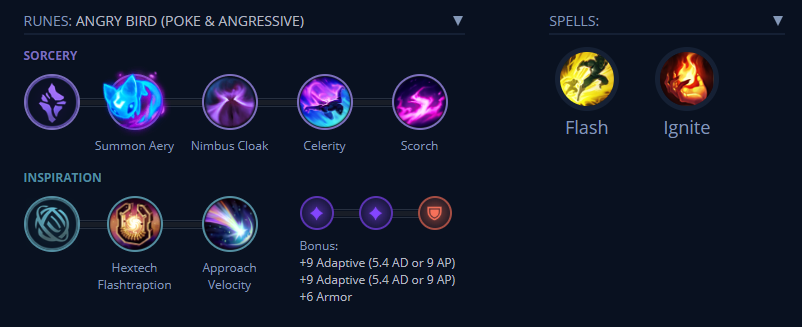 RUNES: ANGRY BIRD (POKE & ANGRESSIVE) ▼
SPELLS: ▼
SORCERY
Summon Aery
Nimbus Cloak
Celerity
Scorch
Flash
Ignite
INSPIRATION
Hextech
Flashtraption
Approach
Velocity
Bonus:
+9 Adaptive (5.4 AD or 9 AP)
+9 Adaptive (5.4 AD or 9 AP)
+6 Armor